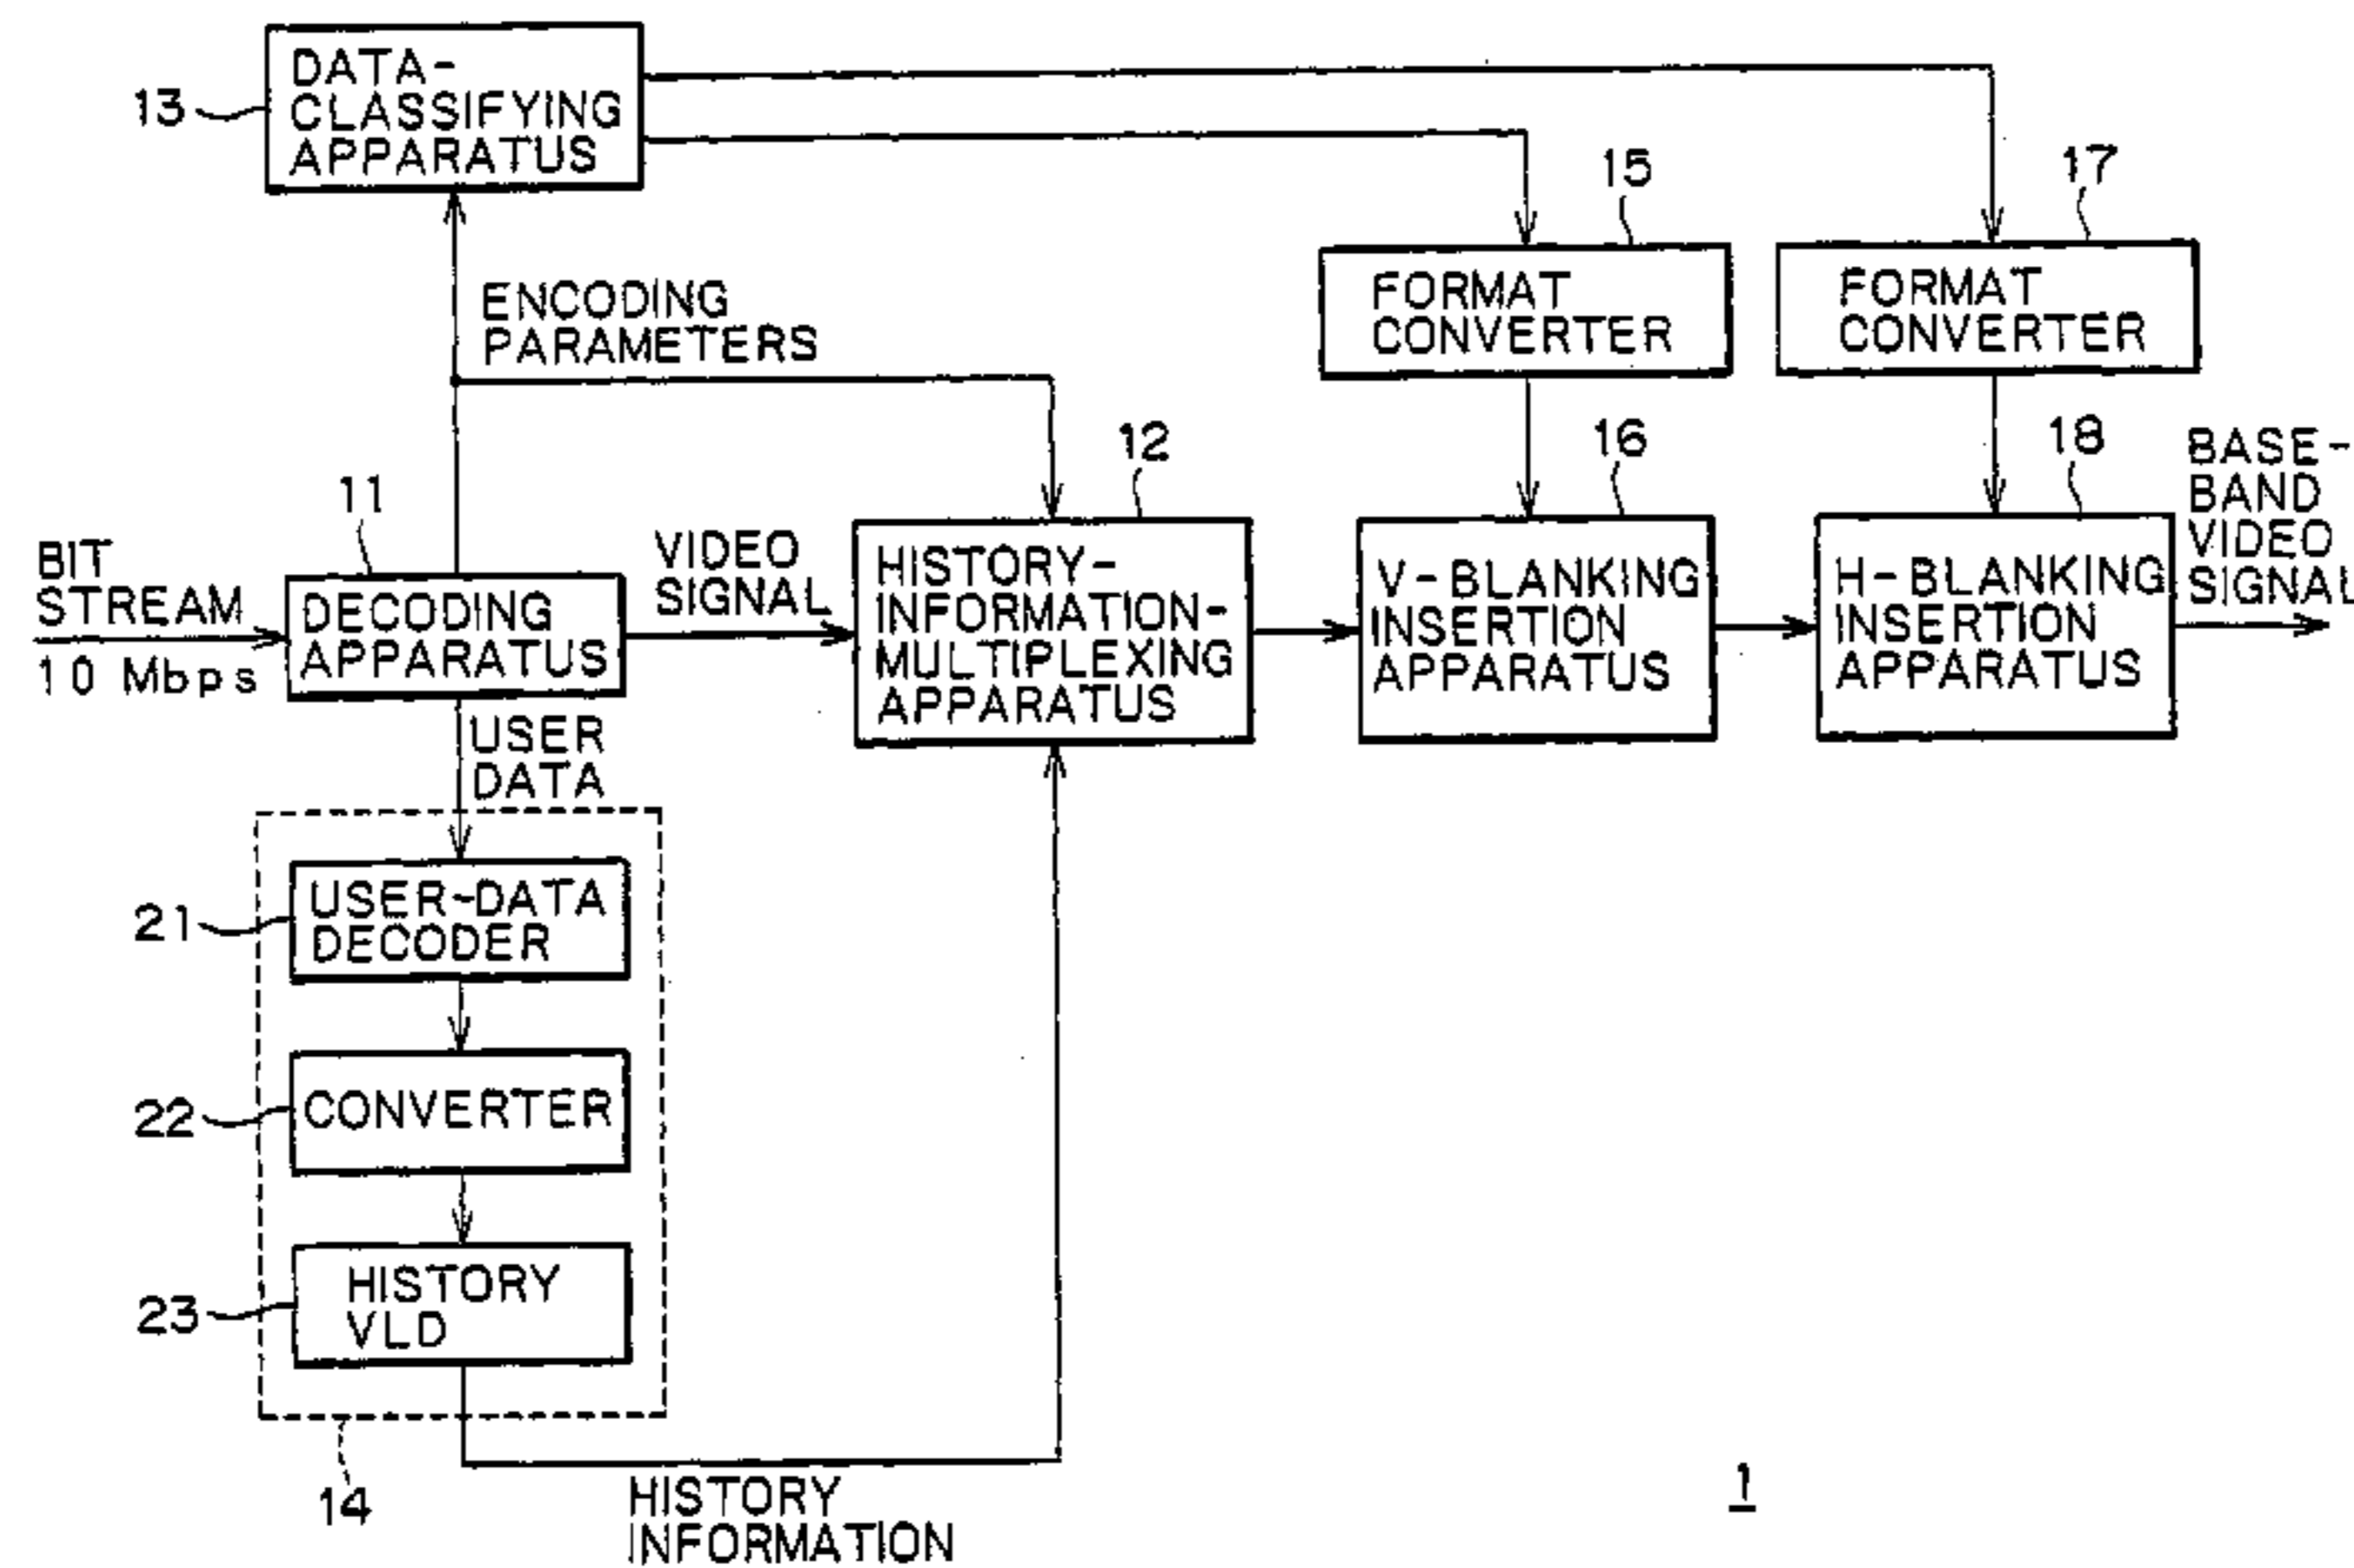 DATA-
CLASSIFYING
APPARATUS
13
15
17
FORMAT
CONVERTER
FORMAT
CONVERTER
ENCODING
PARAMETERS
12
16
18
BASE-
BAND
VIDEO
SIGNAL
11
BIT
STREAM
10 Mbps
DECODING
APPARATUS
VIDEO
SIGNAL
HISTORY-
INFORMATION-
MULTIPLEXING
APPARATUS
V-BLANKING
INSERTION
APPARATUS
H-BLANKING
INSERTION
APPARATUS
USER
DATA
21
USER-DATA
DECODER
22
CONVERTER
23
HISTORY
VLD
14
HISTORY
INFORMATION
1